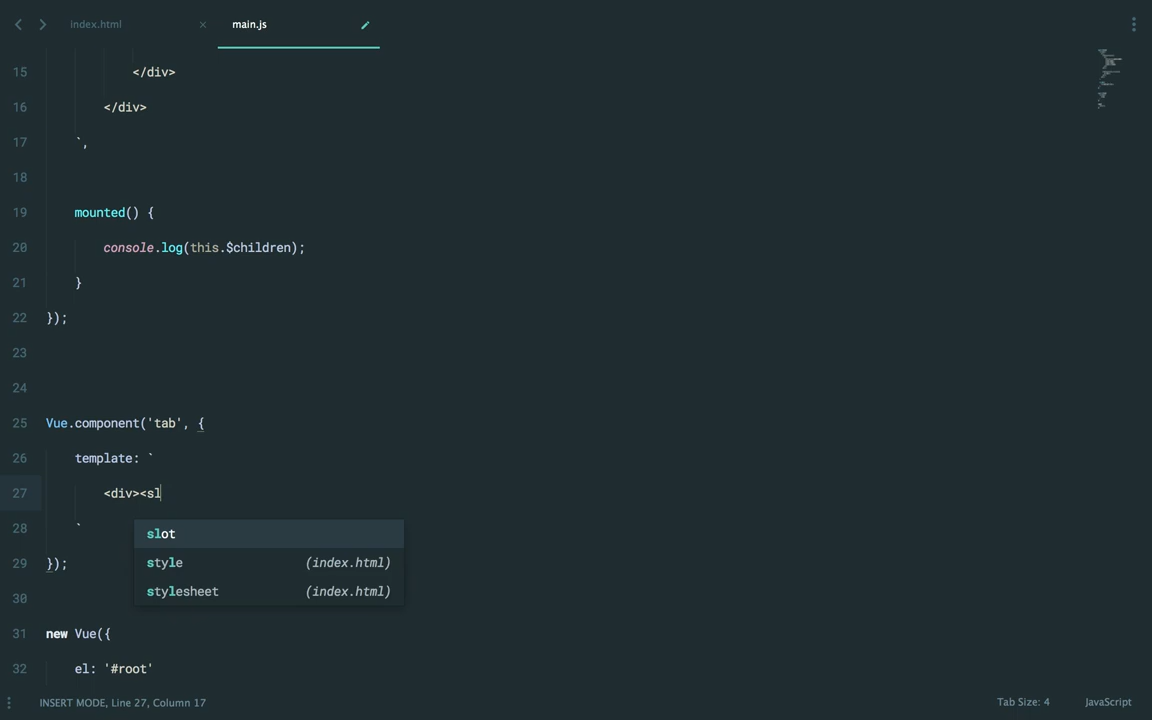 index.html
main.js
15 </div>
16 </div>
17 `,
18
19 mounted() {
20 console.log(this.$children);
21 }
22 });
23
24
25 Vue.component('tab', {
26 template: `
27 <div><sl
slot
28 `
style (index.html)
29 });
stylesheet (index.html)
30
31 new Vue({
32 el: '#root'
INSERT MODE, Line 27, Column 17 Tab Size: 4 JavaScript